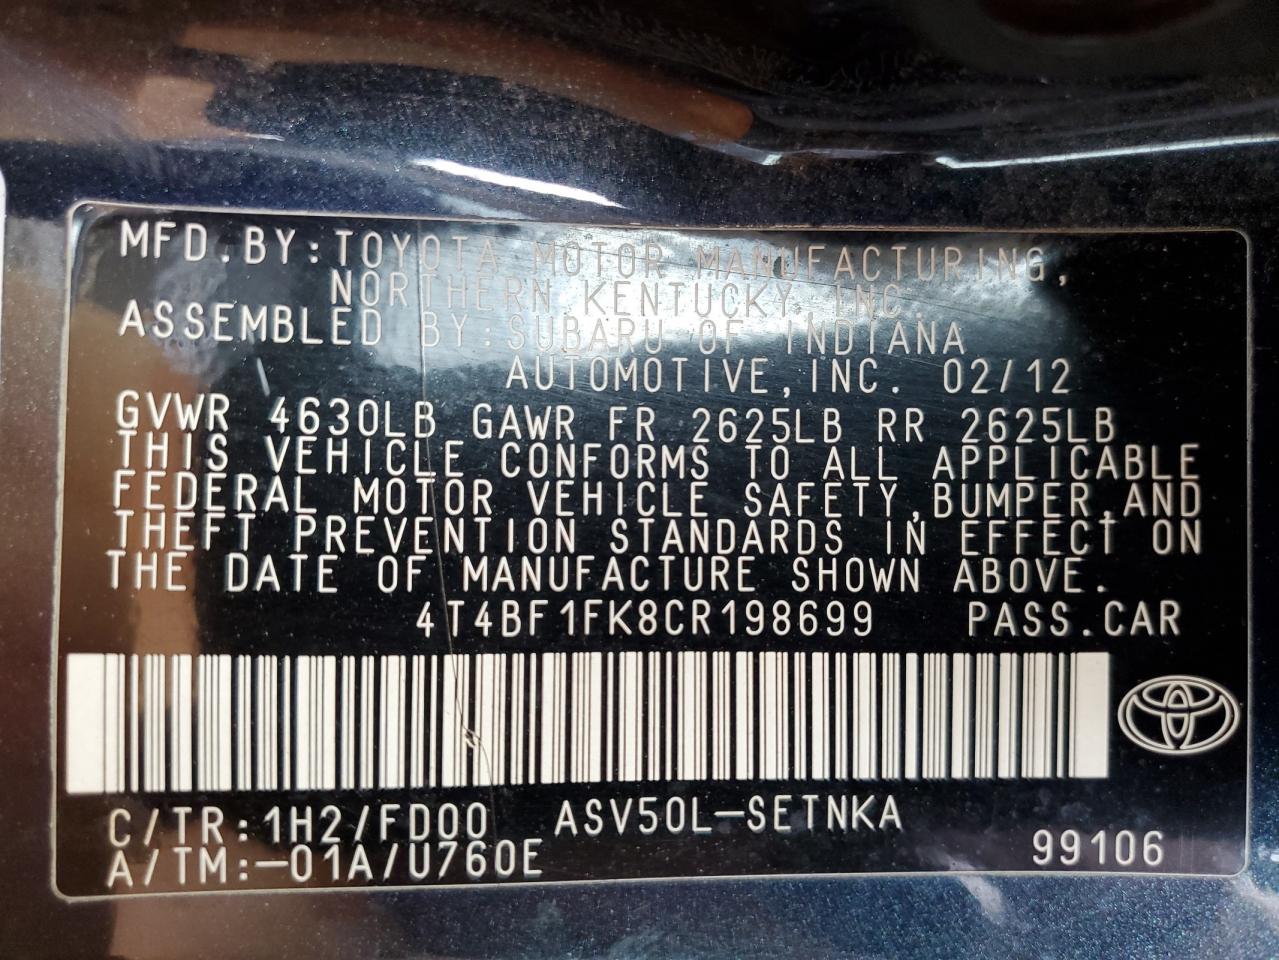 MFD.BY:TOYOTA MOTOR MANUFACTURING,
NORTHERN KENTUCKY,INC.
ASSEMBLED BY:SUBARU OF INDIANA
AUTOMOTIVE,INC. 02/12
GVWR 4630LB GAWR FR 2625LB RR 2625LB
THIS VEHICLE CONFORMS TO ALL APPLICABLE
FEDERAL MOTOR VEHICLE SAFETY,BUMPER,AND
THEFT PREVENTION STANDARDS IN EFFECT ON
THE DATE OF MANUFACTURE SHOWN ABOVE.
4T4BF1FK8CR198699 PASS.CAR
C/TR:1H2/FD00 ASV50L-SETNKA
A/TM:-01A/U760E 99106